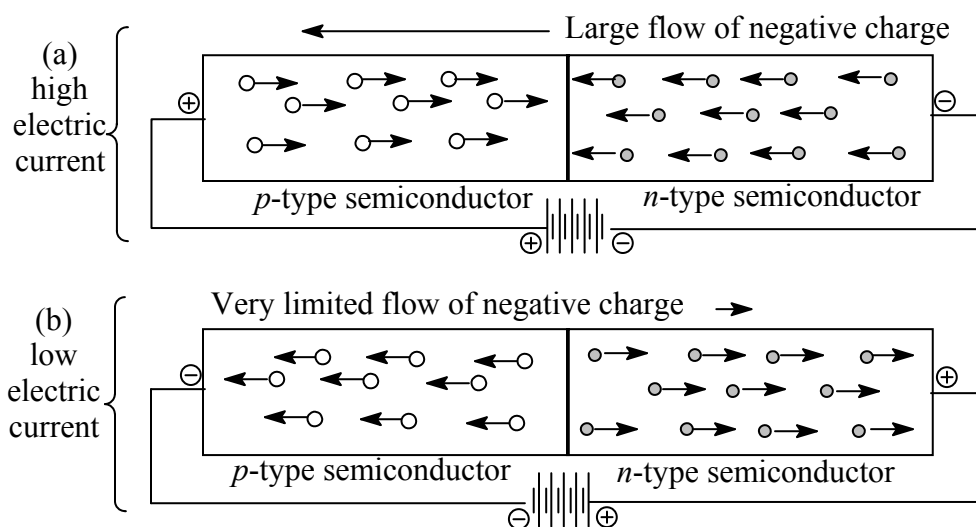 (a)
high
electric
current
Large flow of negative charge
⊕
⊖
p-type semiconductor
n-type semiconductor
⊕
⊖
(b)
low
electric
current
Very limited flow of negative charge
⊖
⊕
p-type semiconductor
n-type semiconductor
⊖
⊕